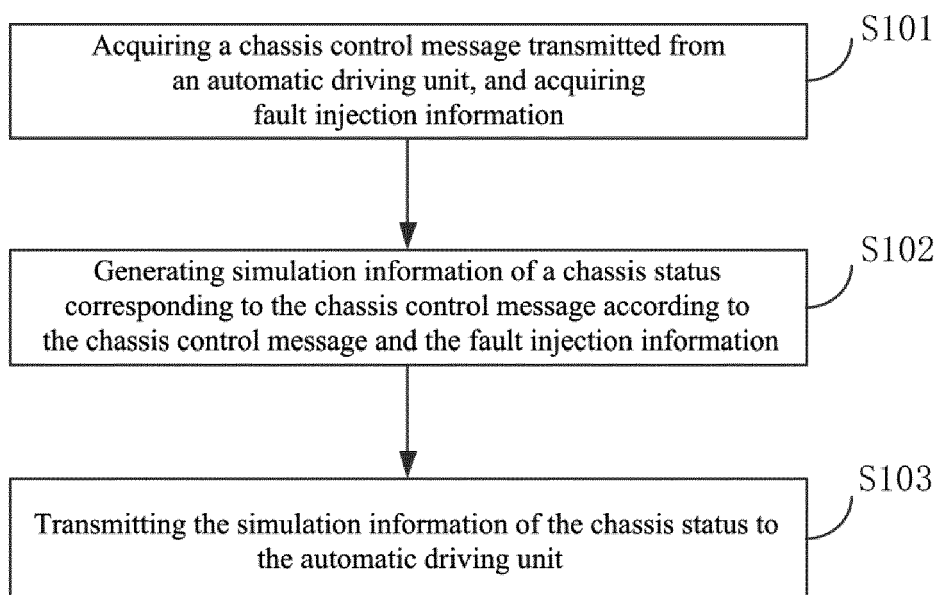 Acquiring a chassis control message transmitted from
an automatic driving unit, and acquiring
fault injection information
S101
Generating simulation information of a chassis status
corresponding to the chassis control message according to
the chassis control message and the fault injection information
S102
Transmitting the simulation information of the chassis status to
the automatic driving unit
S103